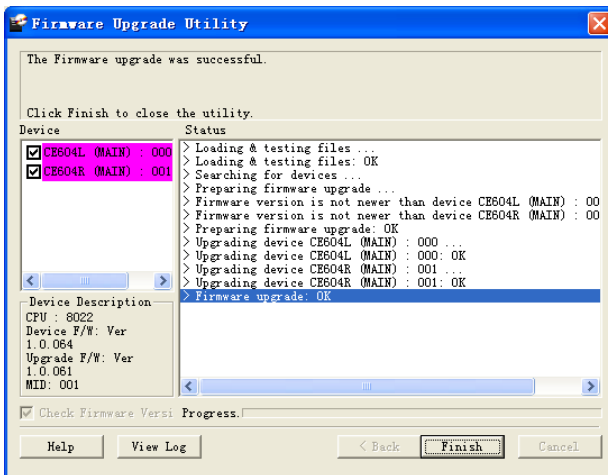 Firmware Upgrade Utility
The Firmware upgrade was successful.
Click Finish to close the utility.
Device
CE604L (MAIN) : 000
CE604R (MAIN) : 001
Status
> Loading & testing files ...
> Loading & testing files: OK
> Searching for devices ...
> Preparing firmware upgrade ...
> Firmware version is not newer than device CE604L (MAIN) : 00
> Firmware version is not newer than device CE604R (MAIN) : 00
> Preparing firmware upgrade: OK
> Upgrading device CE604L (MAIN) : 000 ...
> Upgrading device CE604L (MAIN) : 000: OK
> Upgrading device CE604R (MAIN) : 001 ...
> Upgrading device CE604R (MAIN) : 001: OK
> Firmware upgrade: OK
Device Description
CPU : 8022
Device F/W: Ver
1.0.064
Upgrade F/W: Ver
1.0.061
MID: 001
Check Firmware Versi Progress.
Help View Log < Back Finish Cancel